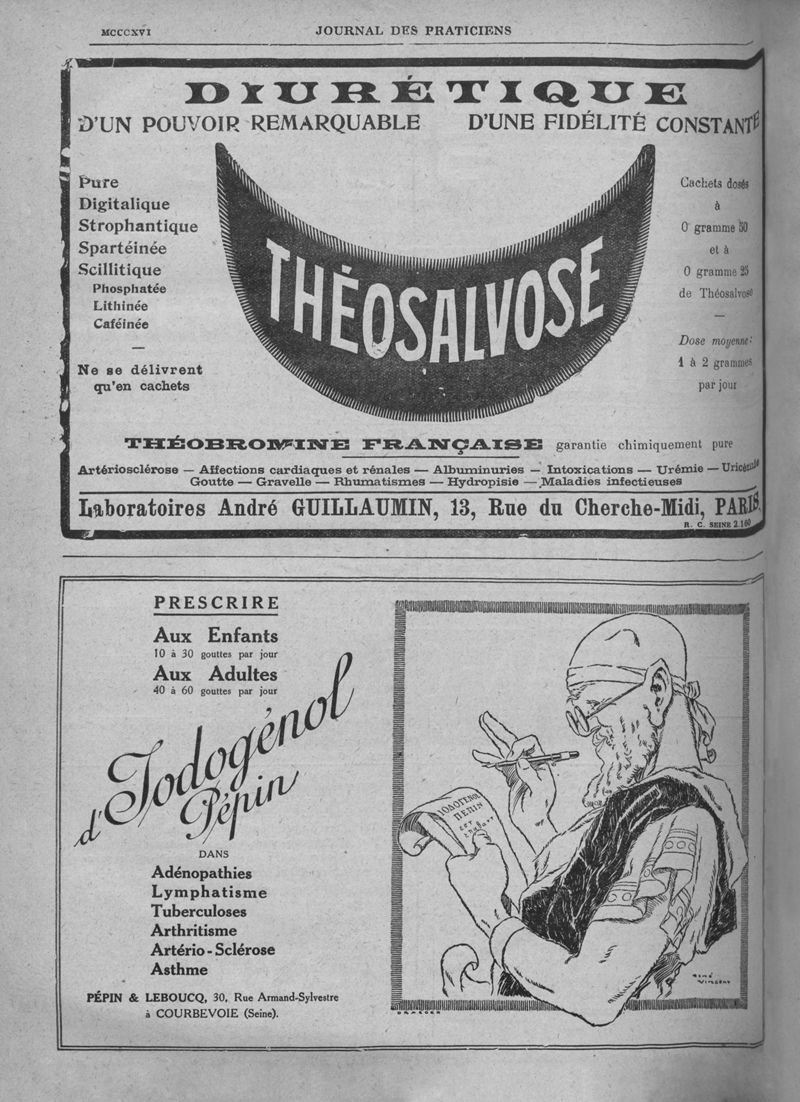 MCCCXVI
JOURNAL DES PRATICIENS
DIURÉTIQUE
D'UN POUVOIR REMARQUABLE D'UNE FIDÉLITÉ CONSTANTE
Pure
Digitalique
Strophantique
Spartéinée
Scillitique
Phosphatée
Lithinée
Caféinée
—
Ne se délivrent
qu'en cachets
THÉOSALVOSE
Cachets dosés
à
0 gramme 50
et à
0 gramme 25
de Théosalvose
—
Dose moyenne:
1 à 2 grammes
par jour
THÉOBROMINE FRANÇAISE garantie chimiquement pure
Artériosclérose — Affections cardiaques et rénales — Albuminuries — Intoxications — Urémie — Uricémie
Goutte — Gravelle — Rhumatismes — Hydropisie — Maladies infectieuses
Laboratoires André GUILLAUMIN, 13, Rue du Cherche-Midi, PARIS
R. C. SEINE 2.160
PRESCRIRE
Aux Enfants
10 à 30 gouttes par jour
Aux Adultes
40 à 60 gouttes par jour
d'Iodogénol
Pépin
DANS
Adénopathies
Lymphatisme
Tuberculoses
Arthritisme
Artério-Sclérose
Asthme
PÉPIN & LEBOUCQ, 30, Rue Armand-Sylvestre
à COURBEVOIE (Seine).
ΠΕΠΙΝ
RENÉ
VINCENT
DRAEGER